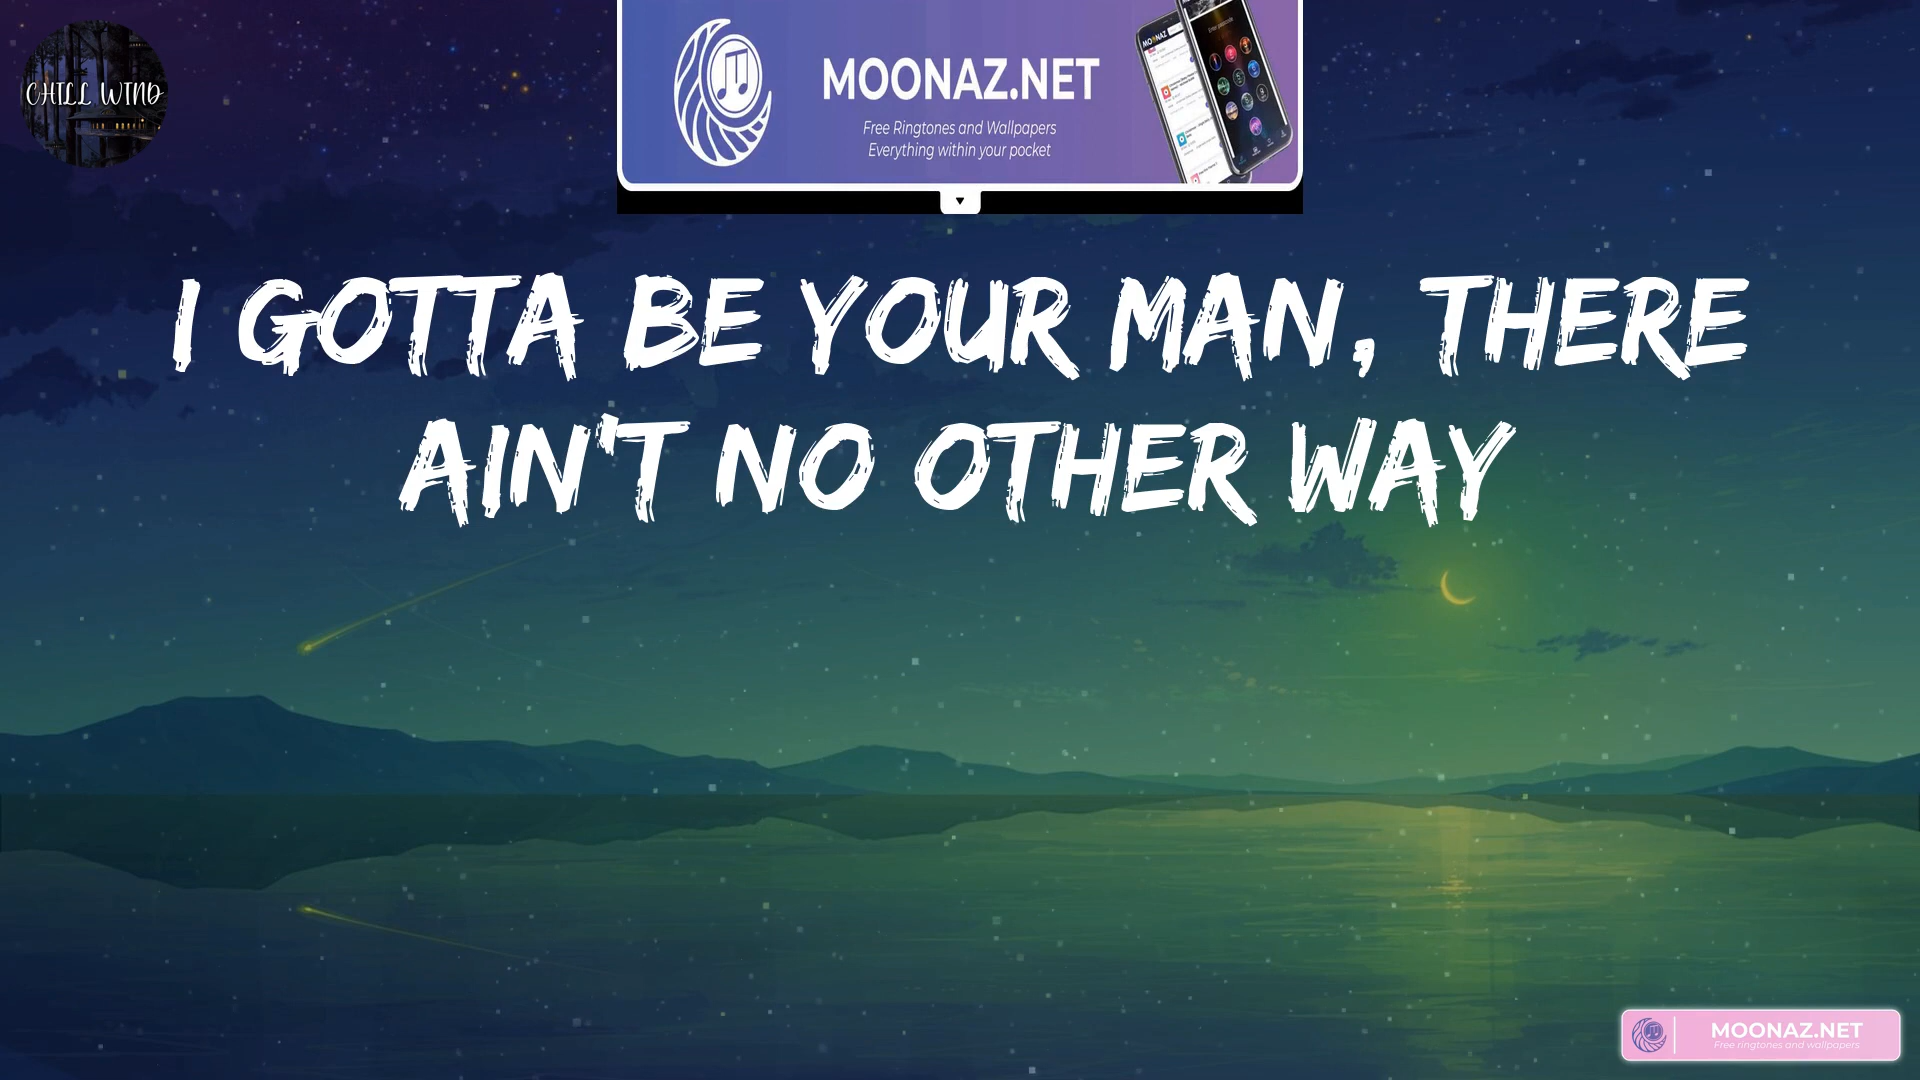 CHILL WIND
MOONAZ.NET
Free Ringtones and Wallpapers
Everything within your pocket
I GOTTA BE YOUR MAN, THERE
AIN'T NO OTHER WAY
MOONAZ.NET
Free ringtones and wallpapers